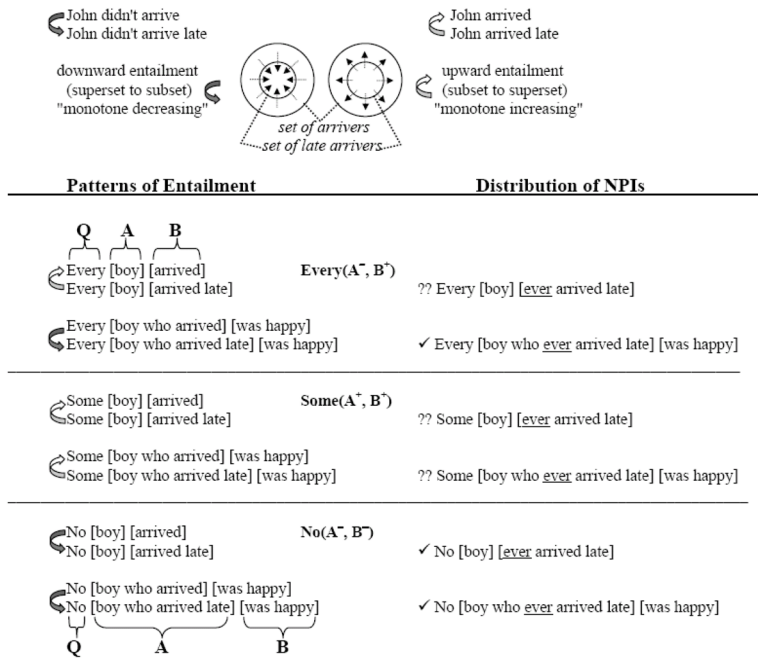 John didn't arrive
John didn't arrive late
John arrived
John arrived late
downward entailment
(superset to subset)
"monotone decreasing"
upward entailment
(subset to superset)
"monotone increasing"
set of arrivers
set of late arrivers
Patterns of Entailment Distribution of NPIs
Q A B
Every [boy] [arrived] Every(A⁻, B⁺)
Every [boy] [arrived late] ?? Every [boy] [ever arrived late]
Every [boy who arrived] [was happy]
Every [boy who arrived late] [was happy] ✓ Every [boy who ever arrived late] [was happy]
Some [boy] [arrived] Some(A⁺, B⁺)
Some [boy] [arrived late] ?? Some [boy] [ever arrived late]
Some [boy who arrived] [was happy]
Some [boy who arrived late] [was happy] ?? Some [boy who ever arrived late] [was happy]
No [boy] [arrived] No(A⁻, B⁻)
No [boy] [arrived late] ✓ No [boy] [ever arrived late]
No [boy who arrived] [was happy]
No [boy who arrived late] [was happy] ✓ No [boy who ever arrived late] [was happy]
Q A B